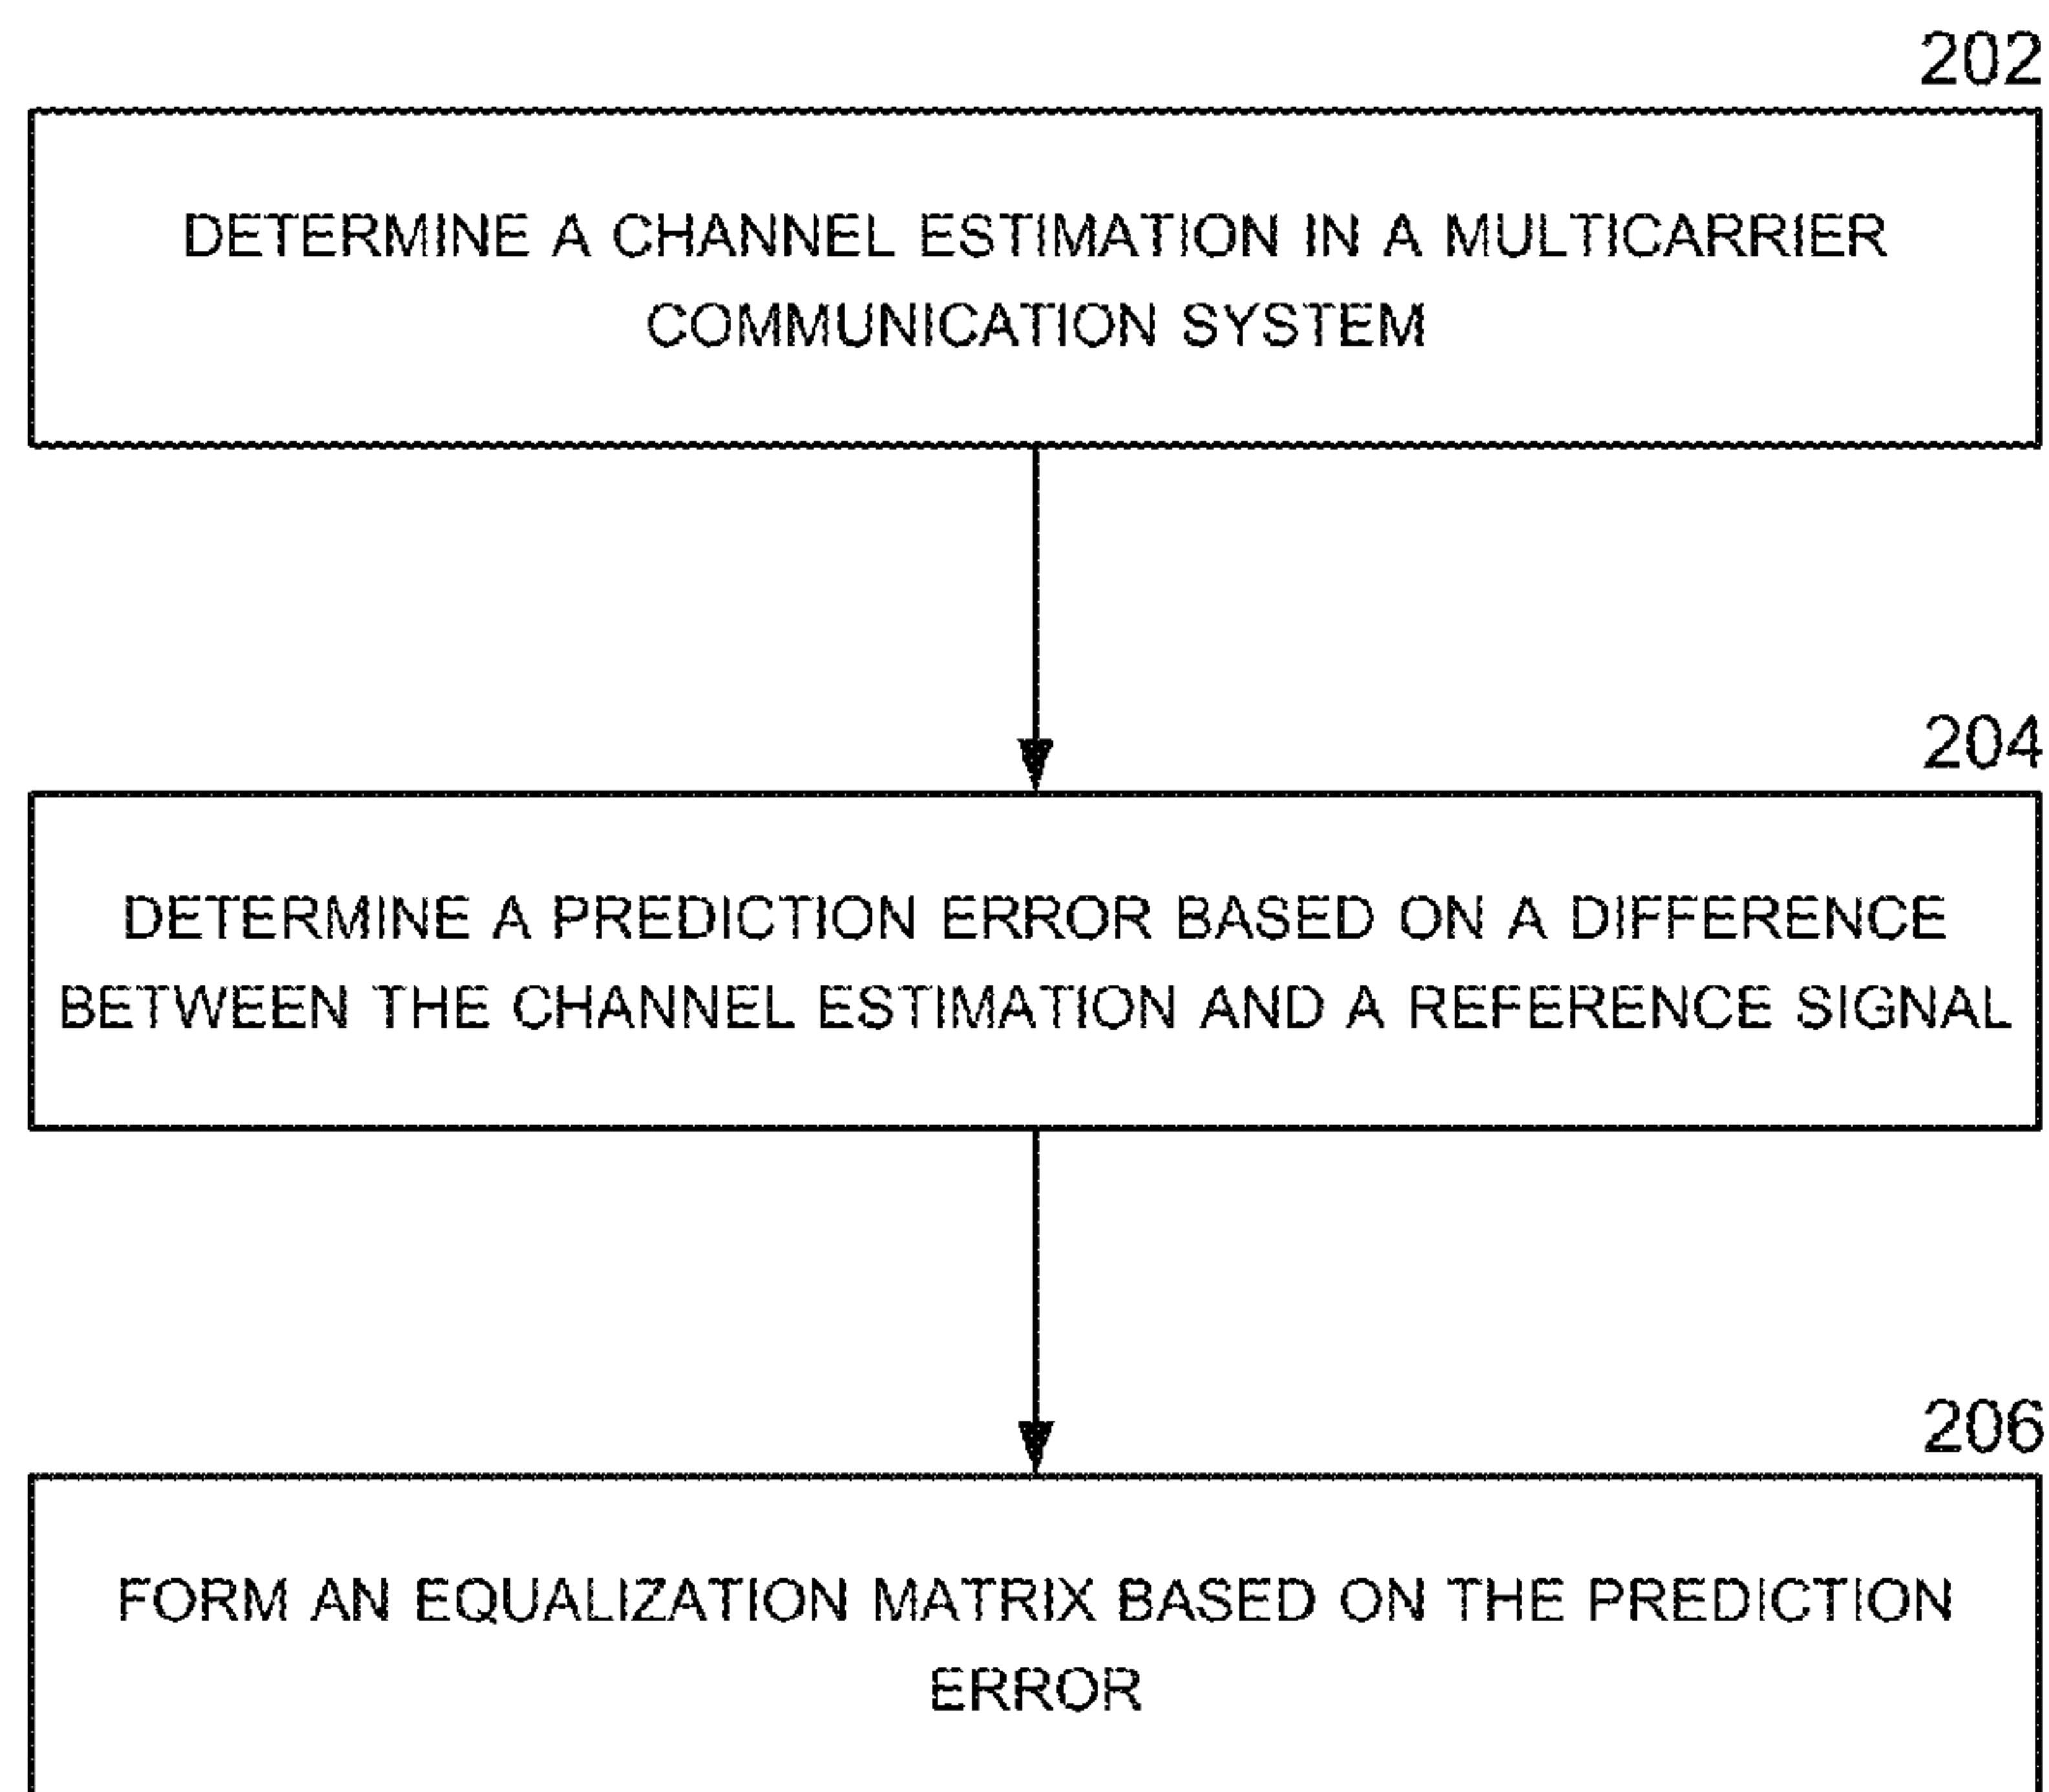 202
DETERMINE A CHANNEL ESTIMATION IN A MULTICARRIER
COMMUNICATION SYSTEM
204
DETERMINE A PREDICTION ERROR BASED ON A DIFFERENCE
BETWEEN THE CHANNEL ESTIMATION AND A REFERENCE SIGNAL
206
FORM AN EQUALIZATION MATRIX BASED ON THE PREDICTION
ERROR